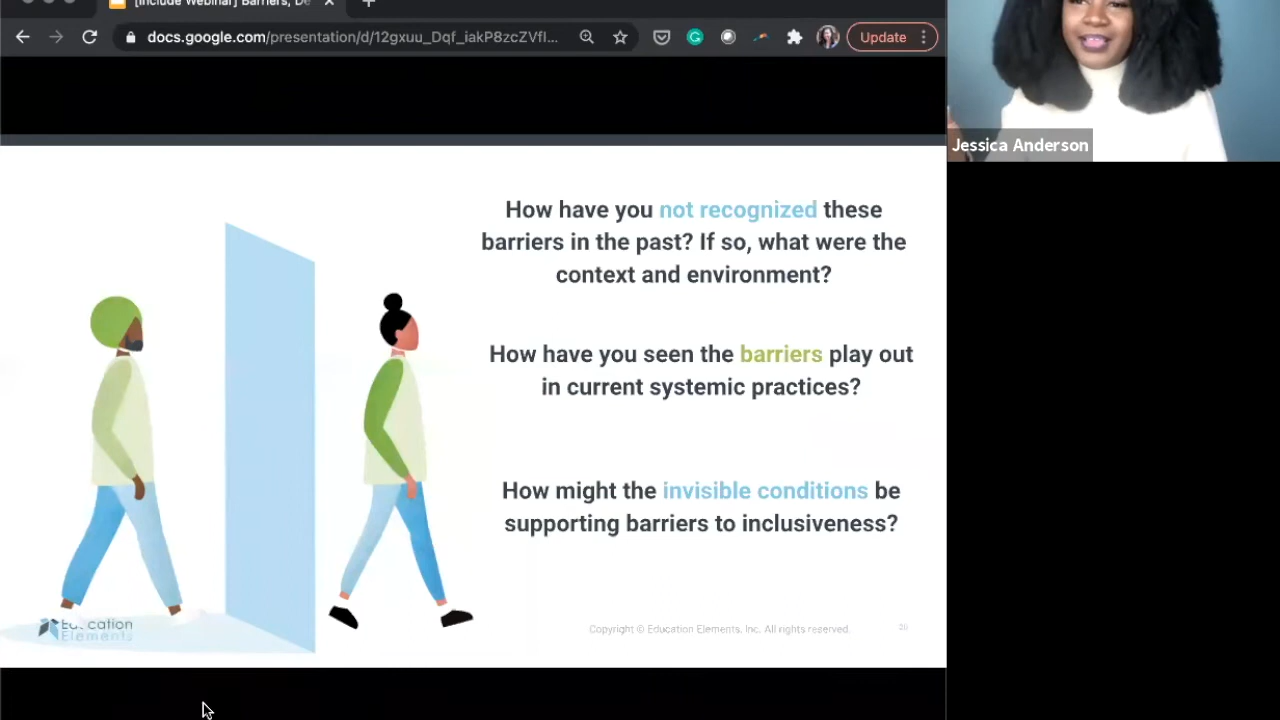 [Include Webinar] Barriers, De
docs.google.com/presentation/d/12gxuu_Dqf_iakP8zcZVfl...
Update
Jessica Anderson
How have you not recognized these
barriers in the past? If so, what were the
context and environment?
How have you seen the barriers play out
in current systemic practices?
How might the invisible conditions be
supporting barriers to inclusiveness?
Education
Elements
Copyright © Education Elements, Inc. All rights reserved.